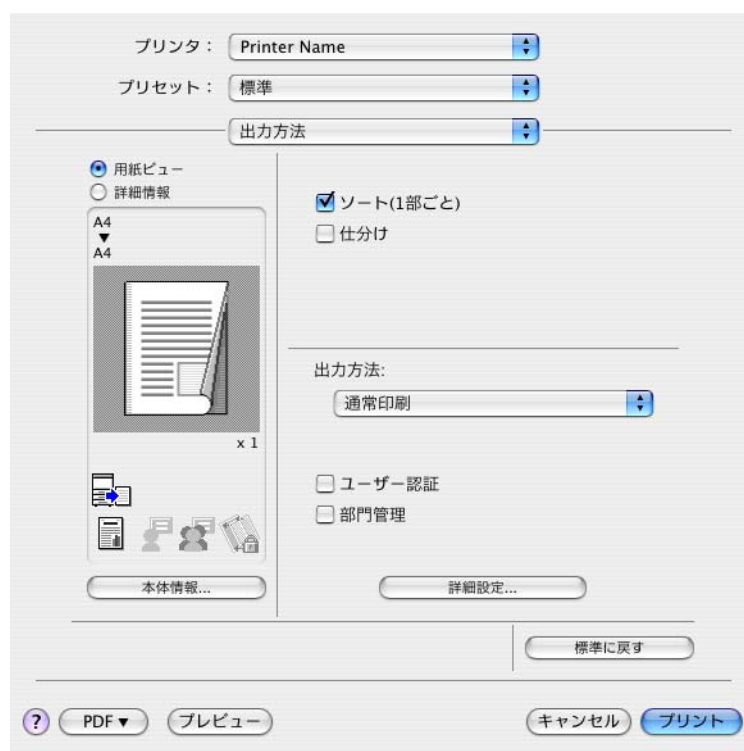 プリンタ： Printer Name
プリセット： 標準
出力方法
用紙ビュー
詳細情報
A4
▼
A4
x 1
本体情報...
ソート(1部ごと)
仕分け
出力方法:
通常印刷
ユーザー認証
部門管理
詳細設定...
標準に戻す
? PDF ▼ プレビュー キャンセル プリント